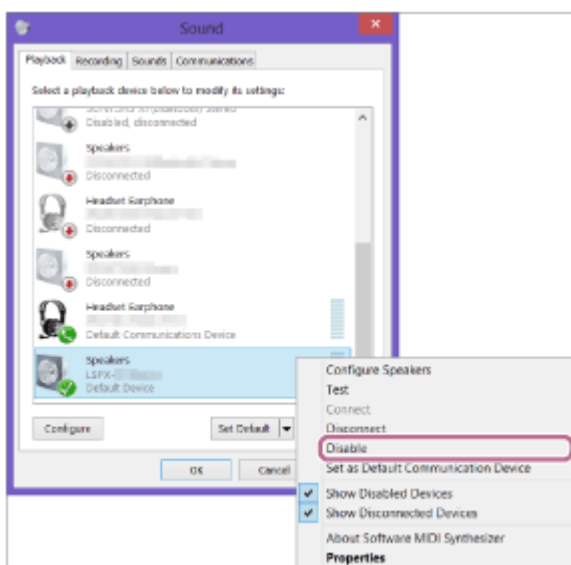 Sound
Playback Recording Sounds Communications
Select a playback device below to modify its settings:
Disabled, disconnected
Speakers
Disconnected
Headset Earphone
Disconnected
Speakers
Disconnected
Headset Earphone
Default Communications Device
Speakers
LSPX-
Default Device
Configure Set Default
OK Cancel
Configure Speakers
Test
Connect
Disconnect
Disable
Set as Default Communication Device
Show Disabled Devices
Show Disconnected Devices
About Software MIDI Synthesizer
Properties